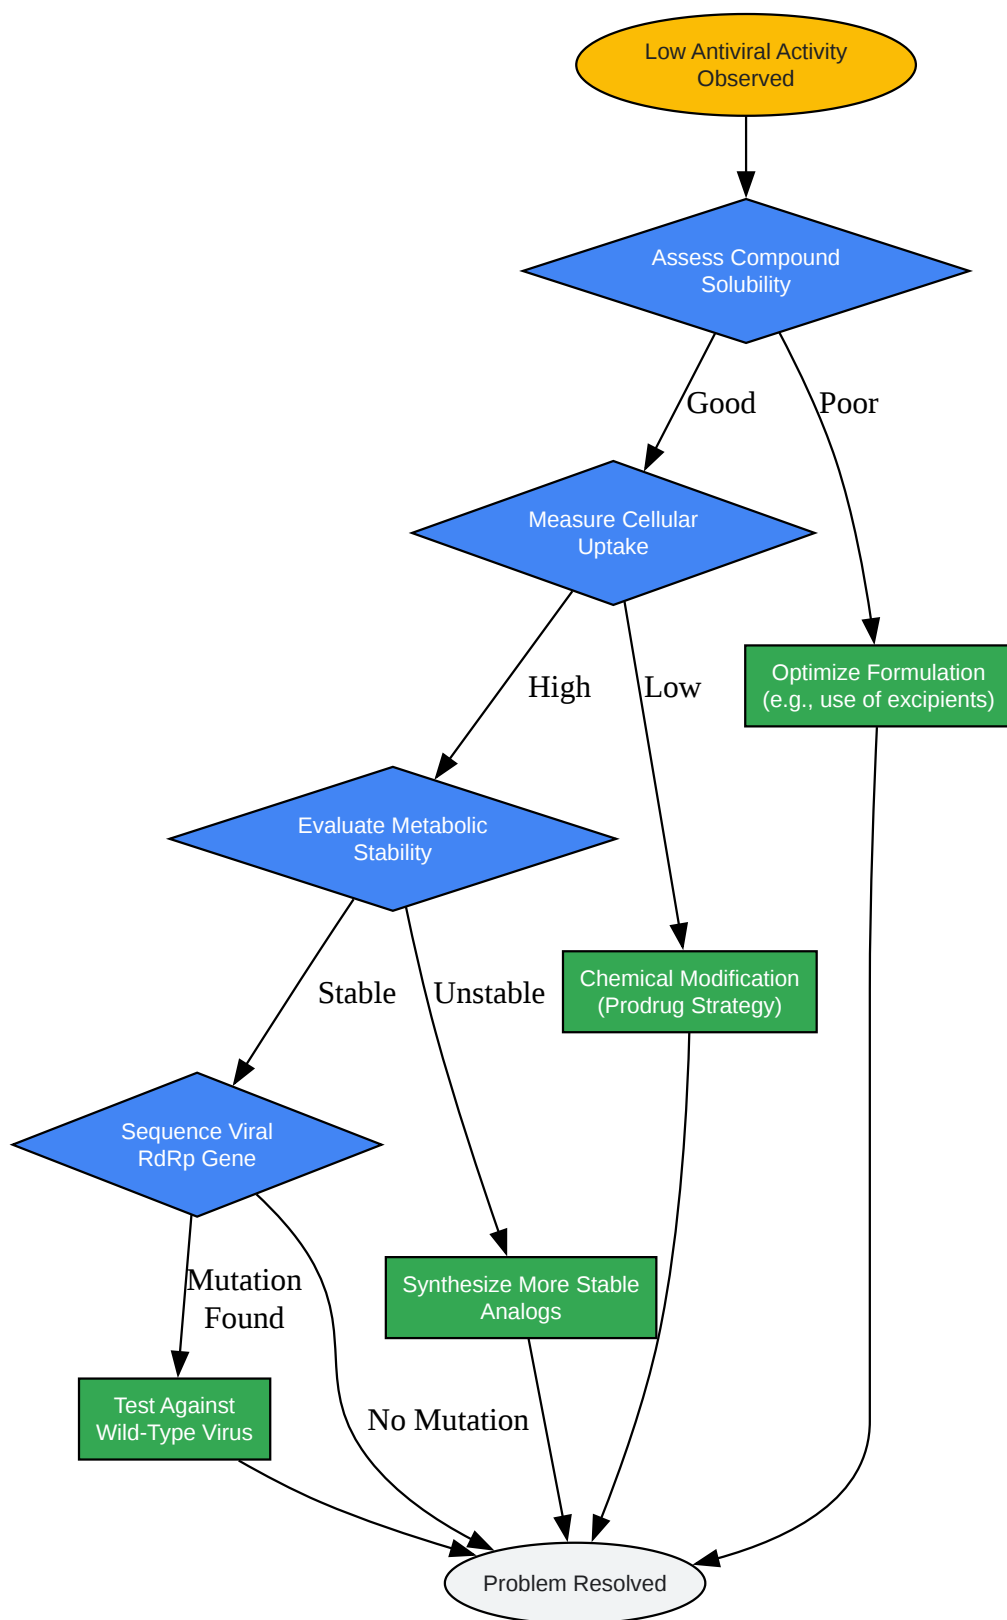 Low Antiviral Activity
Observed
Assess Compound
Solubility
Good
Poor
Measure Cellular
Uptake
High
Low
Optimize Formulation
(e.g., use of excipients)
Evaluate Metabolic
Stability
Stable
Unstable
Chemical Modification
(Prodrug Strategy)
Sequence Viral
RdRp Gene
Mutation
Found
Synthesize More Stable
Analogs
Test Against
Wild-Type Virus
No Mutation
Problem Resolved